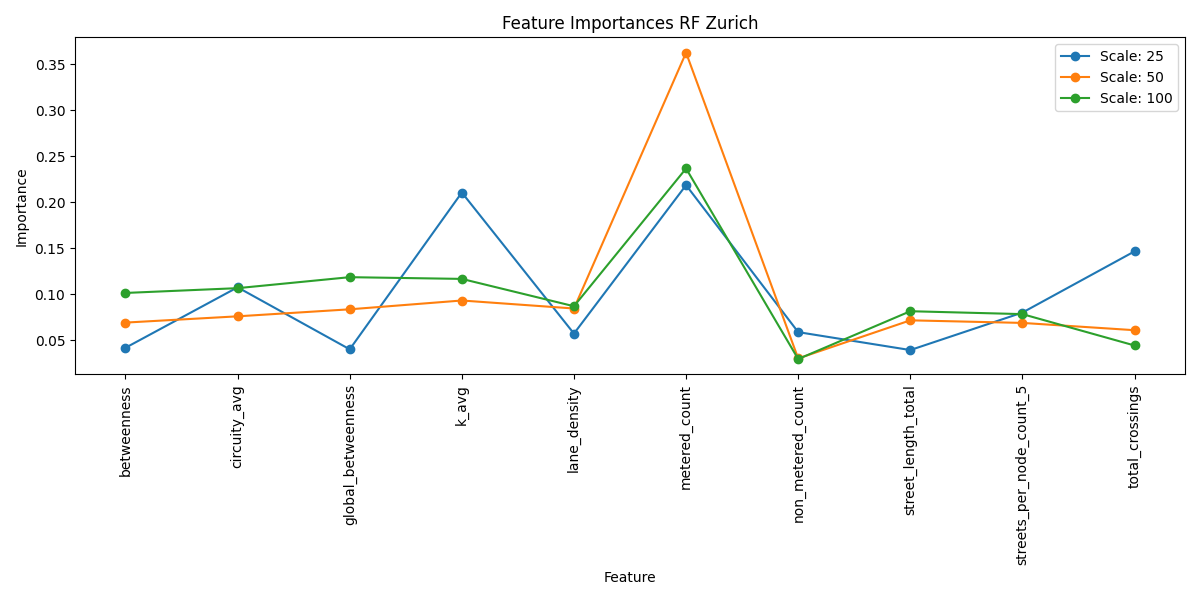 Feature Importances RF Zurich
Importance
0.35
0.30
0.25
0.20
0.15
0.10
0.05
Scale: 25
Scale: 50
Scale: 100
betweenness
circuity_avg
global_betweenness
k_avg
lane_density
metered_count
non_metered_count
street_length_total
streets_per_node_count_5
total_crossings
Feature